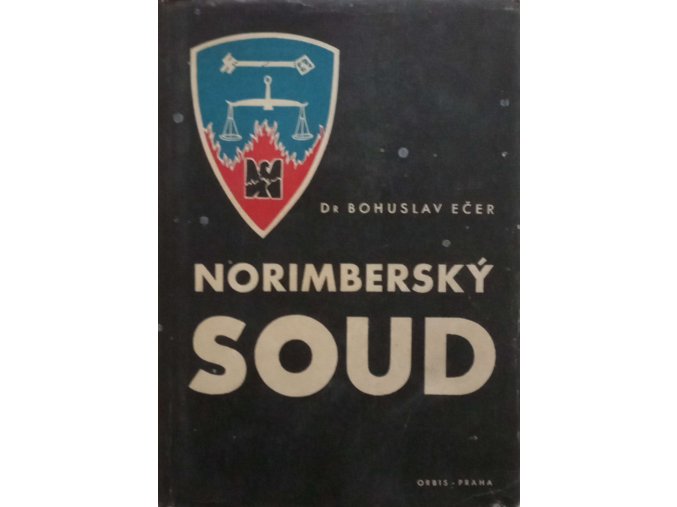 Dr BOHUSLAV EČER
NORIMBERSKÝ
SOUD
ORBIS - PRAHA